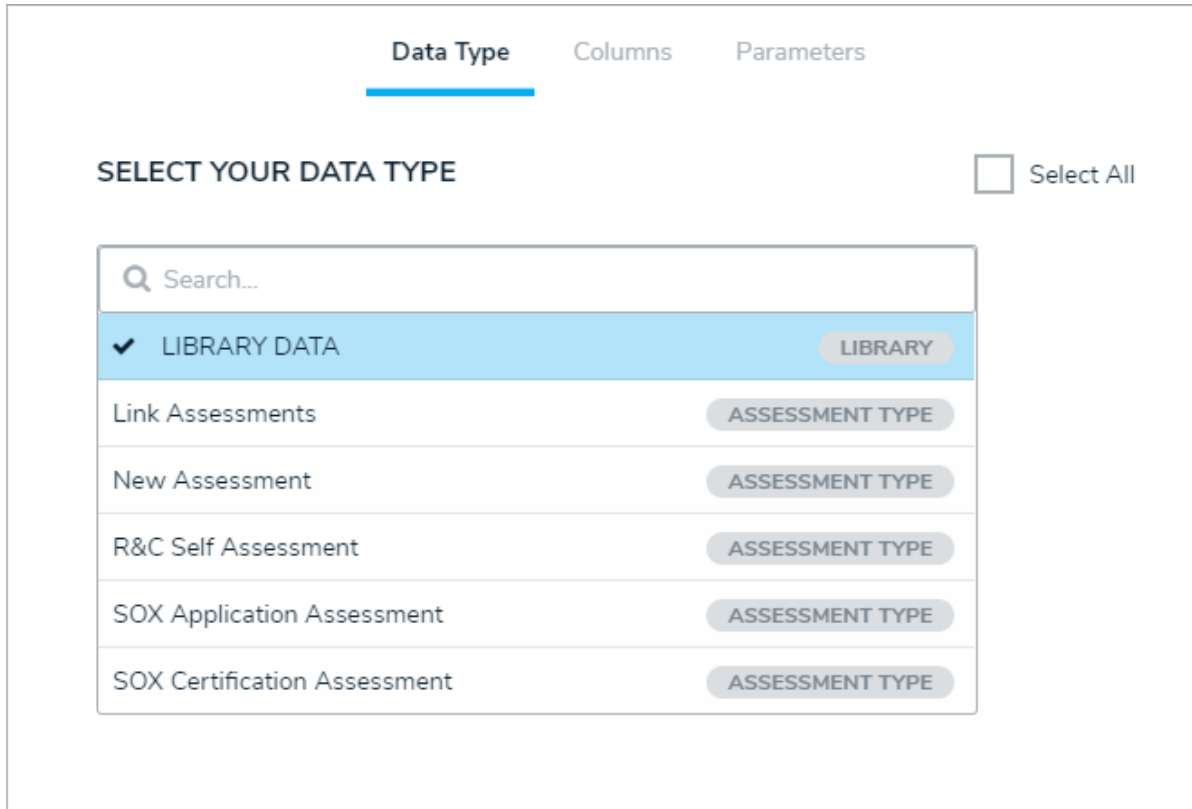 Data Type Columns Parameters
SELECT YOUR DATA TYPE Select All
Search...
LIBRARY DATA LIBRARY
Link Assessments ASSESSMENT TYPE
New Assessment ASSESSMENT TYPE
R&C Self Assessment ASSESSMENT TYPE
SOX Application Assessment ASSESSMENT TYPE
SOX Certification Assessment ASSESSMENT TYPE